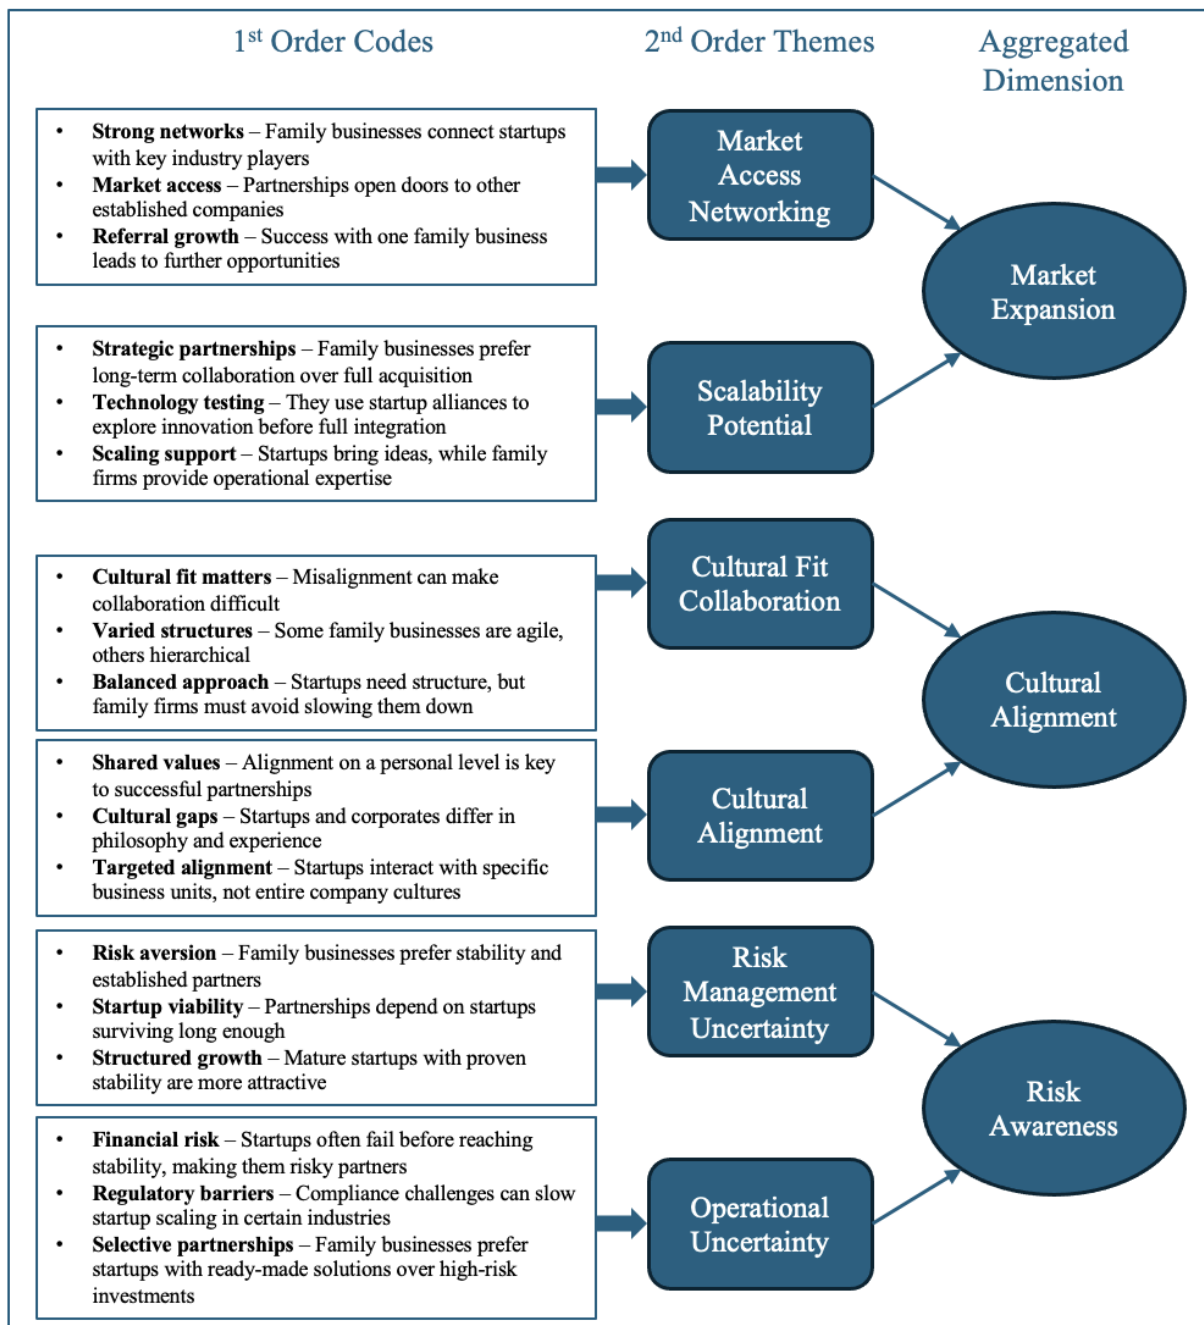 1st Order Codes
2nd Order Themes
Aggregated
Dimension
• Strong networks – Family businesses connect startups
with key industry players
• Market access – Partnerships open doors to other
established companies
• Referral growth – Success with one family business
leads to further opportunities
Market
Access
Networking
Market
Expansion
• Strategic partnerships – Family businesses prefer
long-term collaboration over full acquisition
• Technology testing – They use startup alliances to
explore innovation before full integration
• Scaling support – Startups bring ideas, while family
firms provide operational expertise
Scalability
Potential
• Cultural fit matters – Misalignment can make
collaboration difficult
• Varied structures – Some family businesses are agile,
others hierarchical
• Balanced approach – Startups need structure, but
family firms must avoid slowing them down
Cultural Fit
Collaboration
Cultural
Alignment
• Shared values – Alignment on a personal level is key
to successful partnerships
• Cultural gaps – Startups and corporates differ in
philosophy and experience
• Targeted alignment – Startups interact with specific
business units, not entire company cultures
Cultural
Alignment
• Risk aversion – Family businesses prefer stability and
established partners
• Startup viability – Partnerships depend on startups
surviving long enough
• Structured growth – Mature startups with proven
stability are more attractive
Risk
Management
Uncertainty
Risk
Awareness
• Financial risk – Startups often fail before reaching
stability, making them risky partners
• Regulatory barriers – Compliance challenges can slow
startup scaling in certain industries
• Selective partnerships – Family businesses prefer
startups with ready-made solutions over high-risk
investments
Operational
Uncertainty